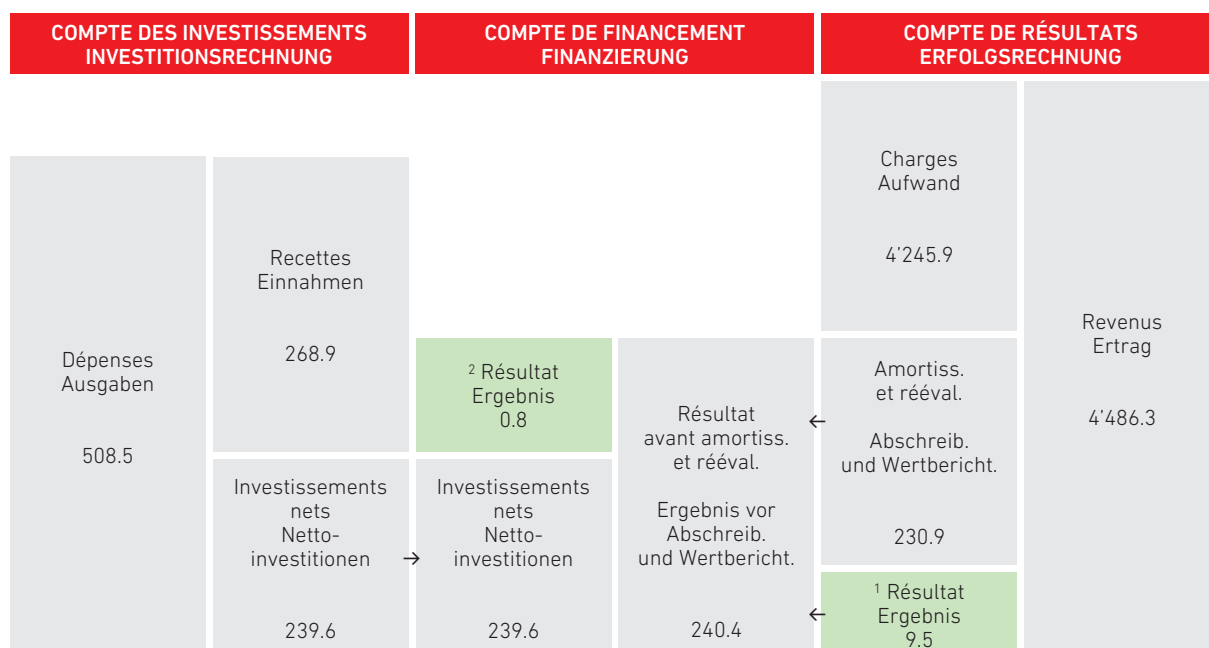 COMPTE DES INVESTISSEMENTS
INVESTITIONSRECHNUNG
COMPTE DE FINANCEMENT
FINANZIERUNG
COMPTE DE RÉSULTATS
ERFOLGSRECHNUNG
Dépenses
Ausgaben
508.5
Recettes
Einnahmen
268.9
Investissements
nets
Netto-
investitionen
→
239.6
² Résultat
Ergebnis
0.8
Investissements
nets
Netto-
investitionen
239.6
Résultat
avant amortiss.
et rééval.
Ergebnis vor
Abschreib.
und Wertbericht.
240.4
Charges
Aufwand
4’245.9
←
Amortiss.
et rééval.
Abschreib.
und Wertbericht.
230.9
←
¹ Résultat
Ergebnis
9.5
Revenus
Ertrag
4’486.3